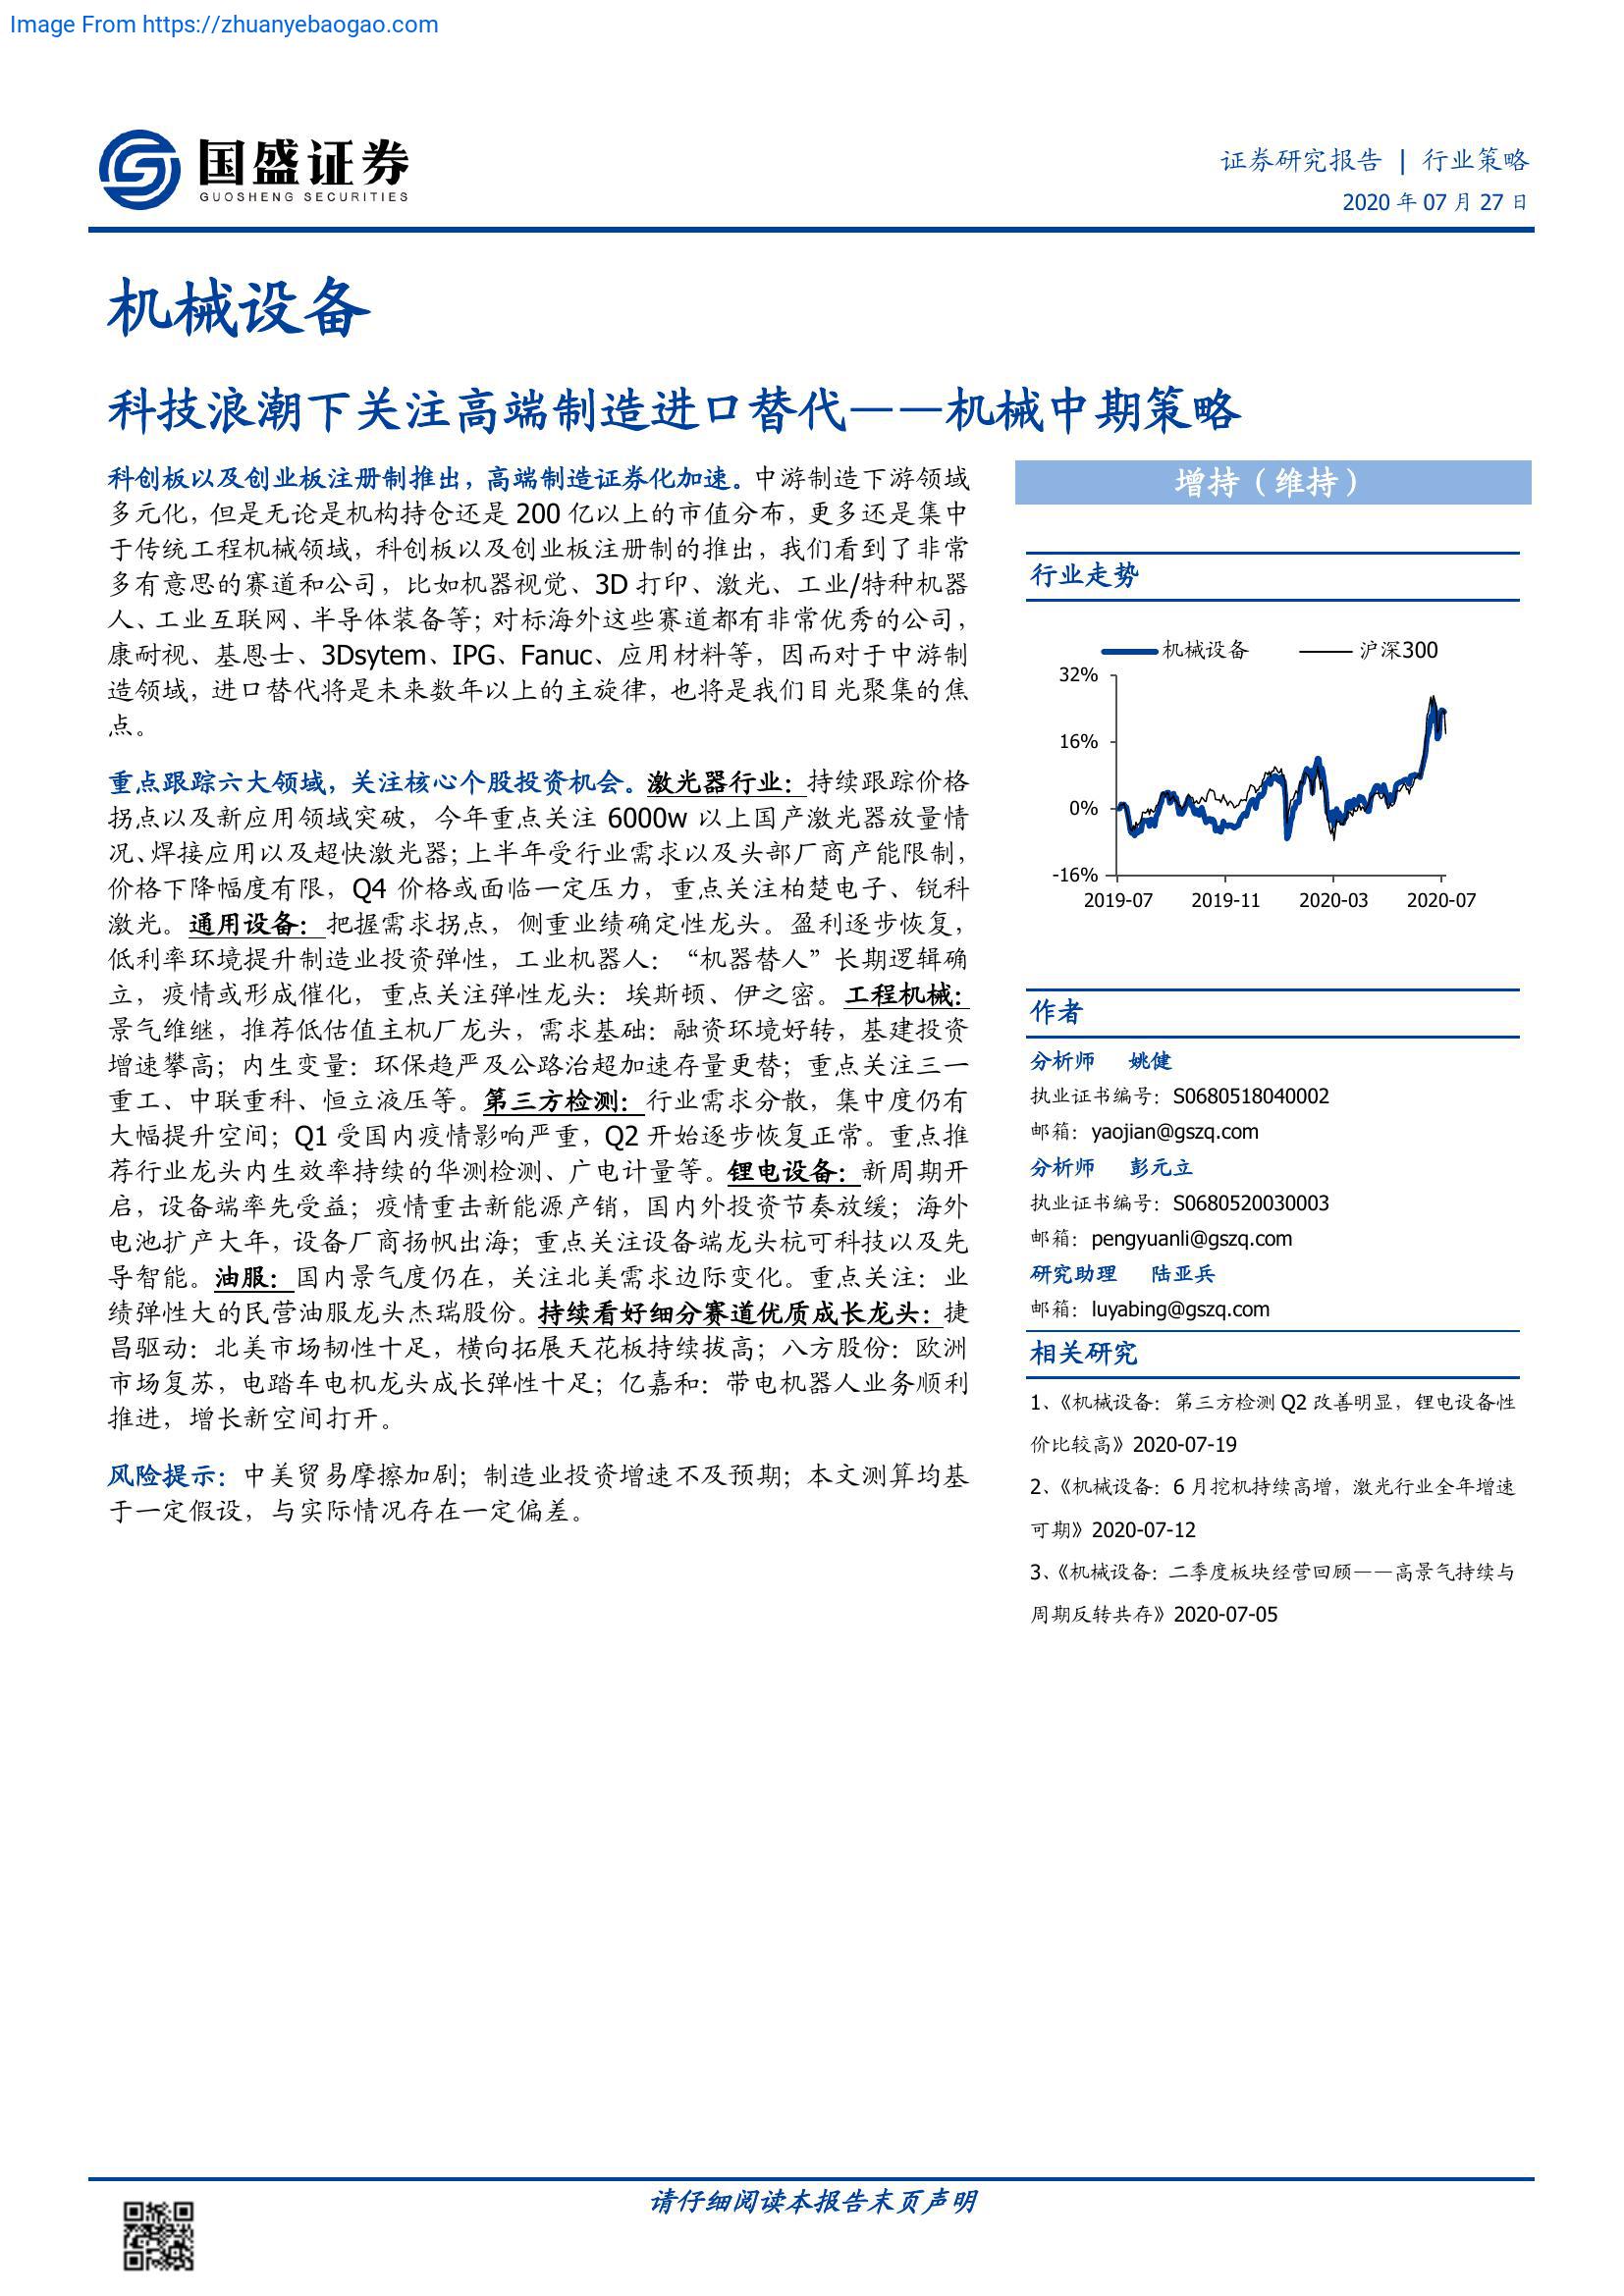 Image From https://zhuanyebaogao.com
国盛证券
GUOSHENG SECURITIES
证券研究报告 | 行业策略
2020 年 07 月 27 日
机械设备
科技浪潮下关注高端制造进口替代——机械中期策略
科创板以及创业板注册制推出，高端制造证券化加速。中游制造下游领域
多元化，但是无论是机构持仓还是 200 亿以上的市值分布，更多还是集中
于传统工程机械领域，科创板以及创业板注册制的推出，我们看到了非常
多有意思的赛道和公司，比如机器视觉、3D 打印、激光、工业/特种机器
人、工业互联网、半导体装备等；对标海外这些赛道都有非常优秀的公司，
康耐视、基恩士、3Dsytem、IPG、Fanuc、应用材料等，因而对于中游制
造领域，进口替代将是未来数年以上的主旋律，也将是我们目光聚集的焦
点。
重点跟踪六大领域，关注核心个股投资机会。激光器行业：持续跟踪价格
拐点以及新应用领域突破，今年重点关注 6000w 以上国产激光器放量情
况、焊接应用以及超快激光器；上半年受行业需求以及头部厂商产能限制，
价格下降幅度有限，Q4 价格或面临一定压力，重点关注柏楚电子、锐科
激光。通用设备：把握需求拐点，侧重业绩确定性龙头。盈利逐步恢复，
低利率环境提升制造业投资弹性，工业机器人：“机器替人”长期逻辑确
立，疫情或形成催化，重点关注弹性龙头：埃斯顿、伊之密。工程机械：
景气维继，推荐低估值主机厂龙头，需求基础：融资环境好转，基建投资
增速攀高；内生变量：环保趋严及公路治超加速存量更替；重点关注三一
重工、中联重科、恒立液压等。第三方检测：行业需求分散，集中度仍有
大幅提升空间；Q1 受国内疫情影响严重，Q2 开始逐步恢复正常。重点推
荐行业龙头内生效率持续的华测检测、广电计量等。锂电设备：新周期开
启，设备端率先受益；疫情重击新能源产销，国内外投资节奏放缓；海外
电池扩产大年，设备厂商扬帆出海；重点关注设备端龙头杭可科技以及先
导智能。油服：国内景气度仍在，关注北美需求边际变化。重点关注：业
绩弹性大的民营油服龙头杰瑞股份。持续看好细分赛道优质成长龙头：捷
昌驱动：北美市场韧性十足，横向拓展天花板持续拔高；八方股份：欧洲
市场复苏，电踏车电机龙头成长弹性十足；亿嘉和：带电机器人业务顺利
推进，增长新空间打开。
风险提示：中美贸易摩擦加剧；制造业投资增速不及预期；本文测算均基
于一定假设，与实际情况存在一定偏差。
增持（维持）
行业走势
机械设备 沪深300
32%
16%
0%
-16%
2019-07 2019-11 2020-03 2020-07
作者
分析师 姚健
执业证书编号：S0680518040002
邮箱：yaojian@gszq.com
分析师 彭元立
执业证书编号：S0680520030003
邮箱：pengyuanli@gszq.com
研究助理 陆亚兵
邮箱：luyabing@gszq.com
相关研究
1、《机械设备：第三方检测 Q2 改善明显，锂电设备性
价比较高》2020-07-19
2、《机械设备：6 月挖机持续高增，激光行业全年增速
可期》2020-07-12
3、《机械设备：二季度板块经营回顾——高景气持续与
周期反转共存》2020-07-05
请仔细阅读本报告末页声明